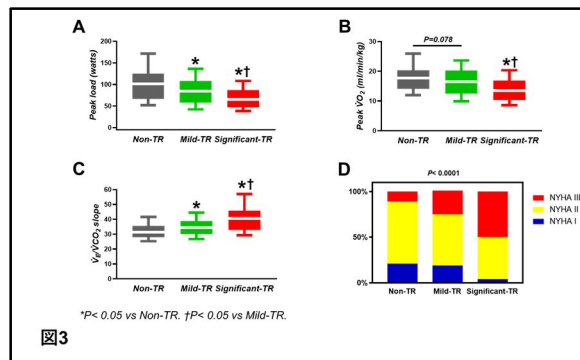 A
Peak load (watts)
200
150
100
50
0
*
*†
Non-TR Mild-TR Significant-TR
B
Peak V̇O2 (ml/min/kg)
30
20
10
0
P=0.078
*†
Non-TR Mild-TR Significant-TR
C
V̇E/V̇CO2 slope
60
50
40
30
20
10
0
*
*†
Non-TR Mild-TR Significant-TR
D
P< 0.0001
100%
50%
0%
NYHA III
NYHA II
NYHA I
Non-TR Mild-TR Significant-TR
*P< 0.05 vs Non-TR. †P< 0.05 vs Mild-TR.
図3